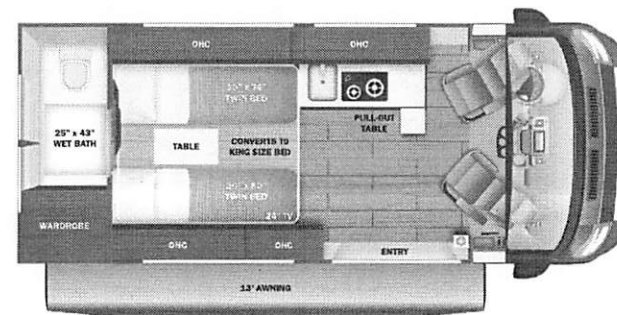 OHC
OHC
TWIN BED
25" x 43"
WET BATH
TABLE
CONVERTS TO
KING SIZE BED
PULL-OUT
TABLE
TWIN BED
24" TV
WARDROBE
OHC
OHC
ENTRY
13' AWNING